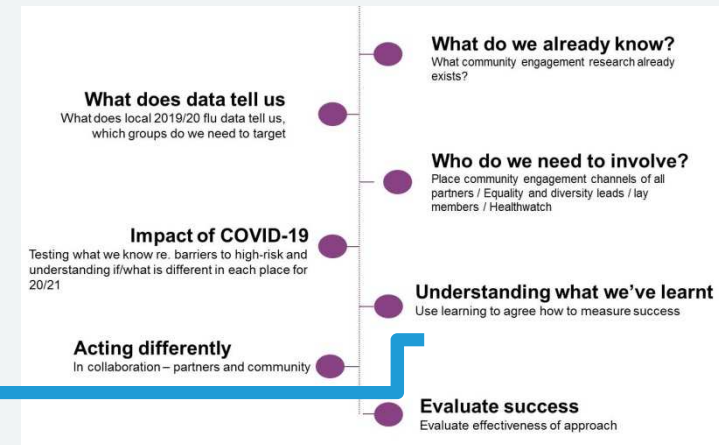 What do we already know?
What community engagement research already
exists?
What does data tell us
What does local 2019/20 flu data tell us,
which groups do we need to target
Who do we need to involve?
Place community engagement channels of all
partners / Equality and diversity leads / lay
members / Healthwatch
Impact of COVID-19
Testing what we know re. barriers to high-risk and
understanding if/what is different in each place for
20/21
Understanding what we've learnt
Use learning to agree how to measure success
Acting differently
In collaboration – partners and community
Evaluate success
Evaluate effectiveness of approach